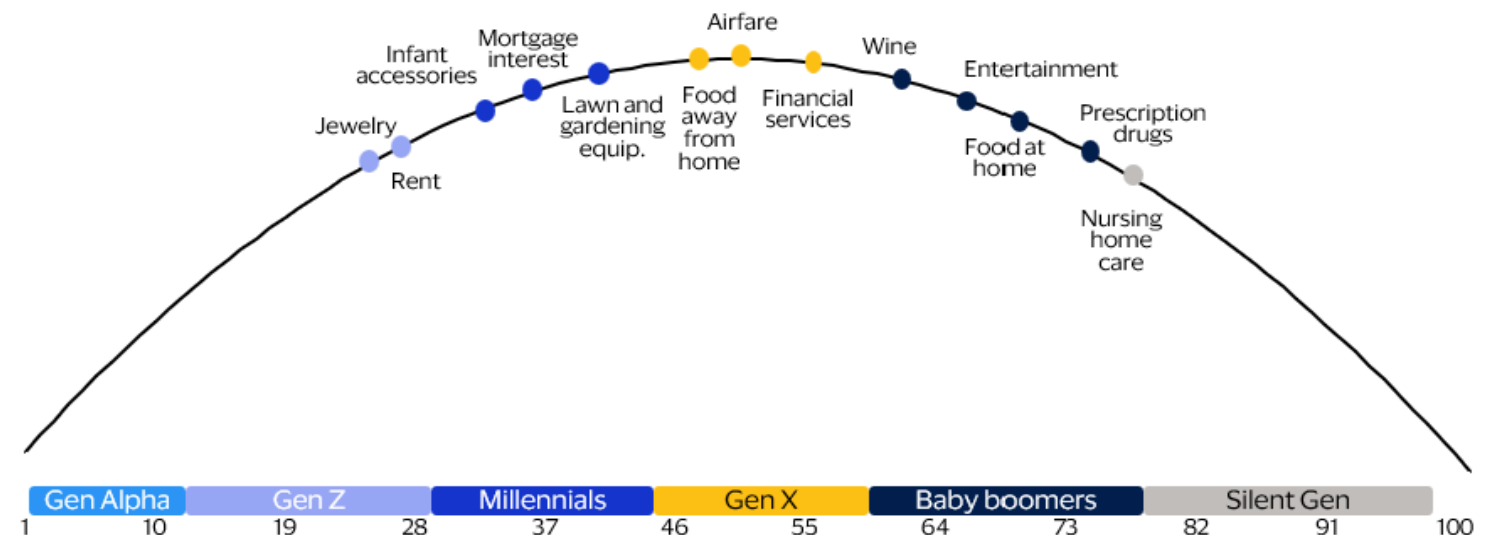 Airfare
Mortgage
interest
Wine
Infant
accessories
Entertainment
Lawn and
gardening
equip.
Food
away
from
home
Financial
services
Prescription
drugs
Jewelry
Rent
Food at
home
Nursing
home
care
Gen Alpha Gen Z Millennials Gen X Baby boomers Silent Gen
1 10 19 28 37 46 55 64 73 82 91 100